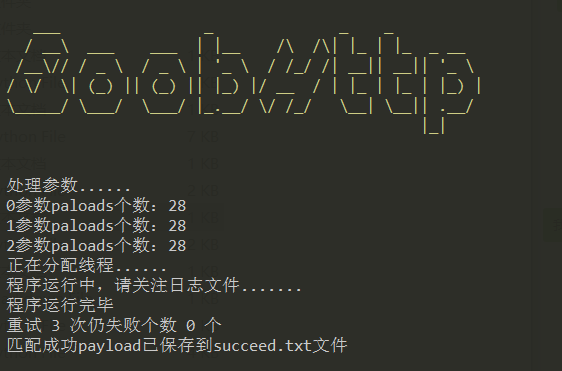 BoobHttp
处理参数......
0参数paloads个数：28
1参数paloads个数：28
2参数paloads个数：28
正在分配线程......
程序运行中，请关注日志文件.......
程序运行完毕
重试 3 次仍失败个数 0 个
匹配成功payload已保存到succeed.txt文件